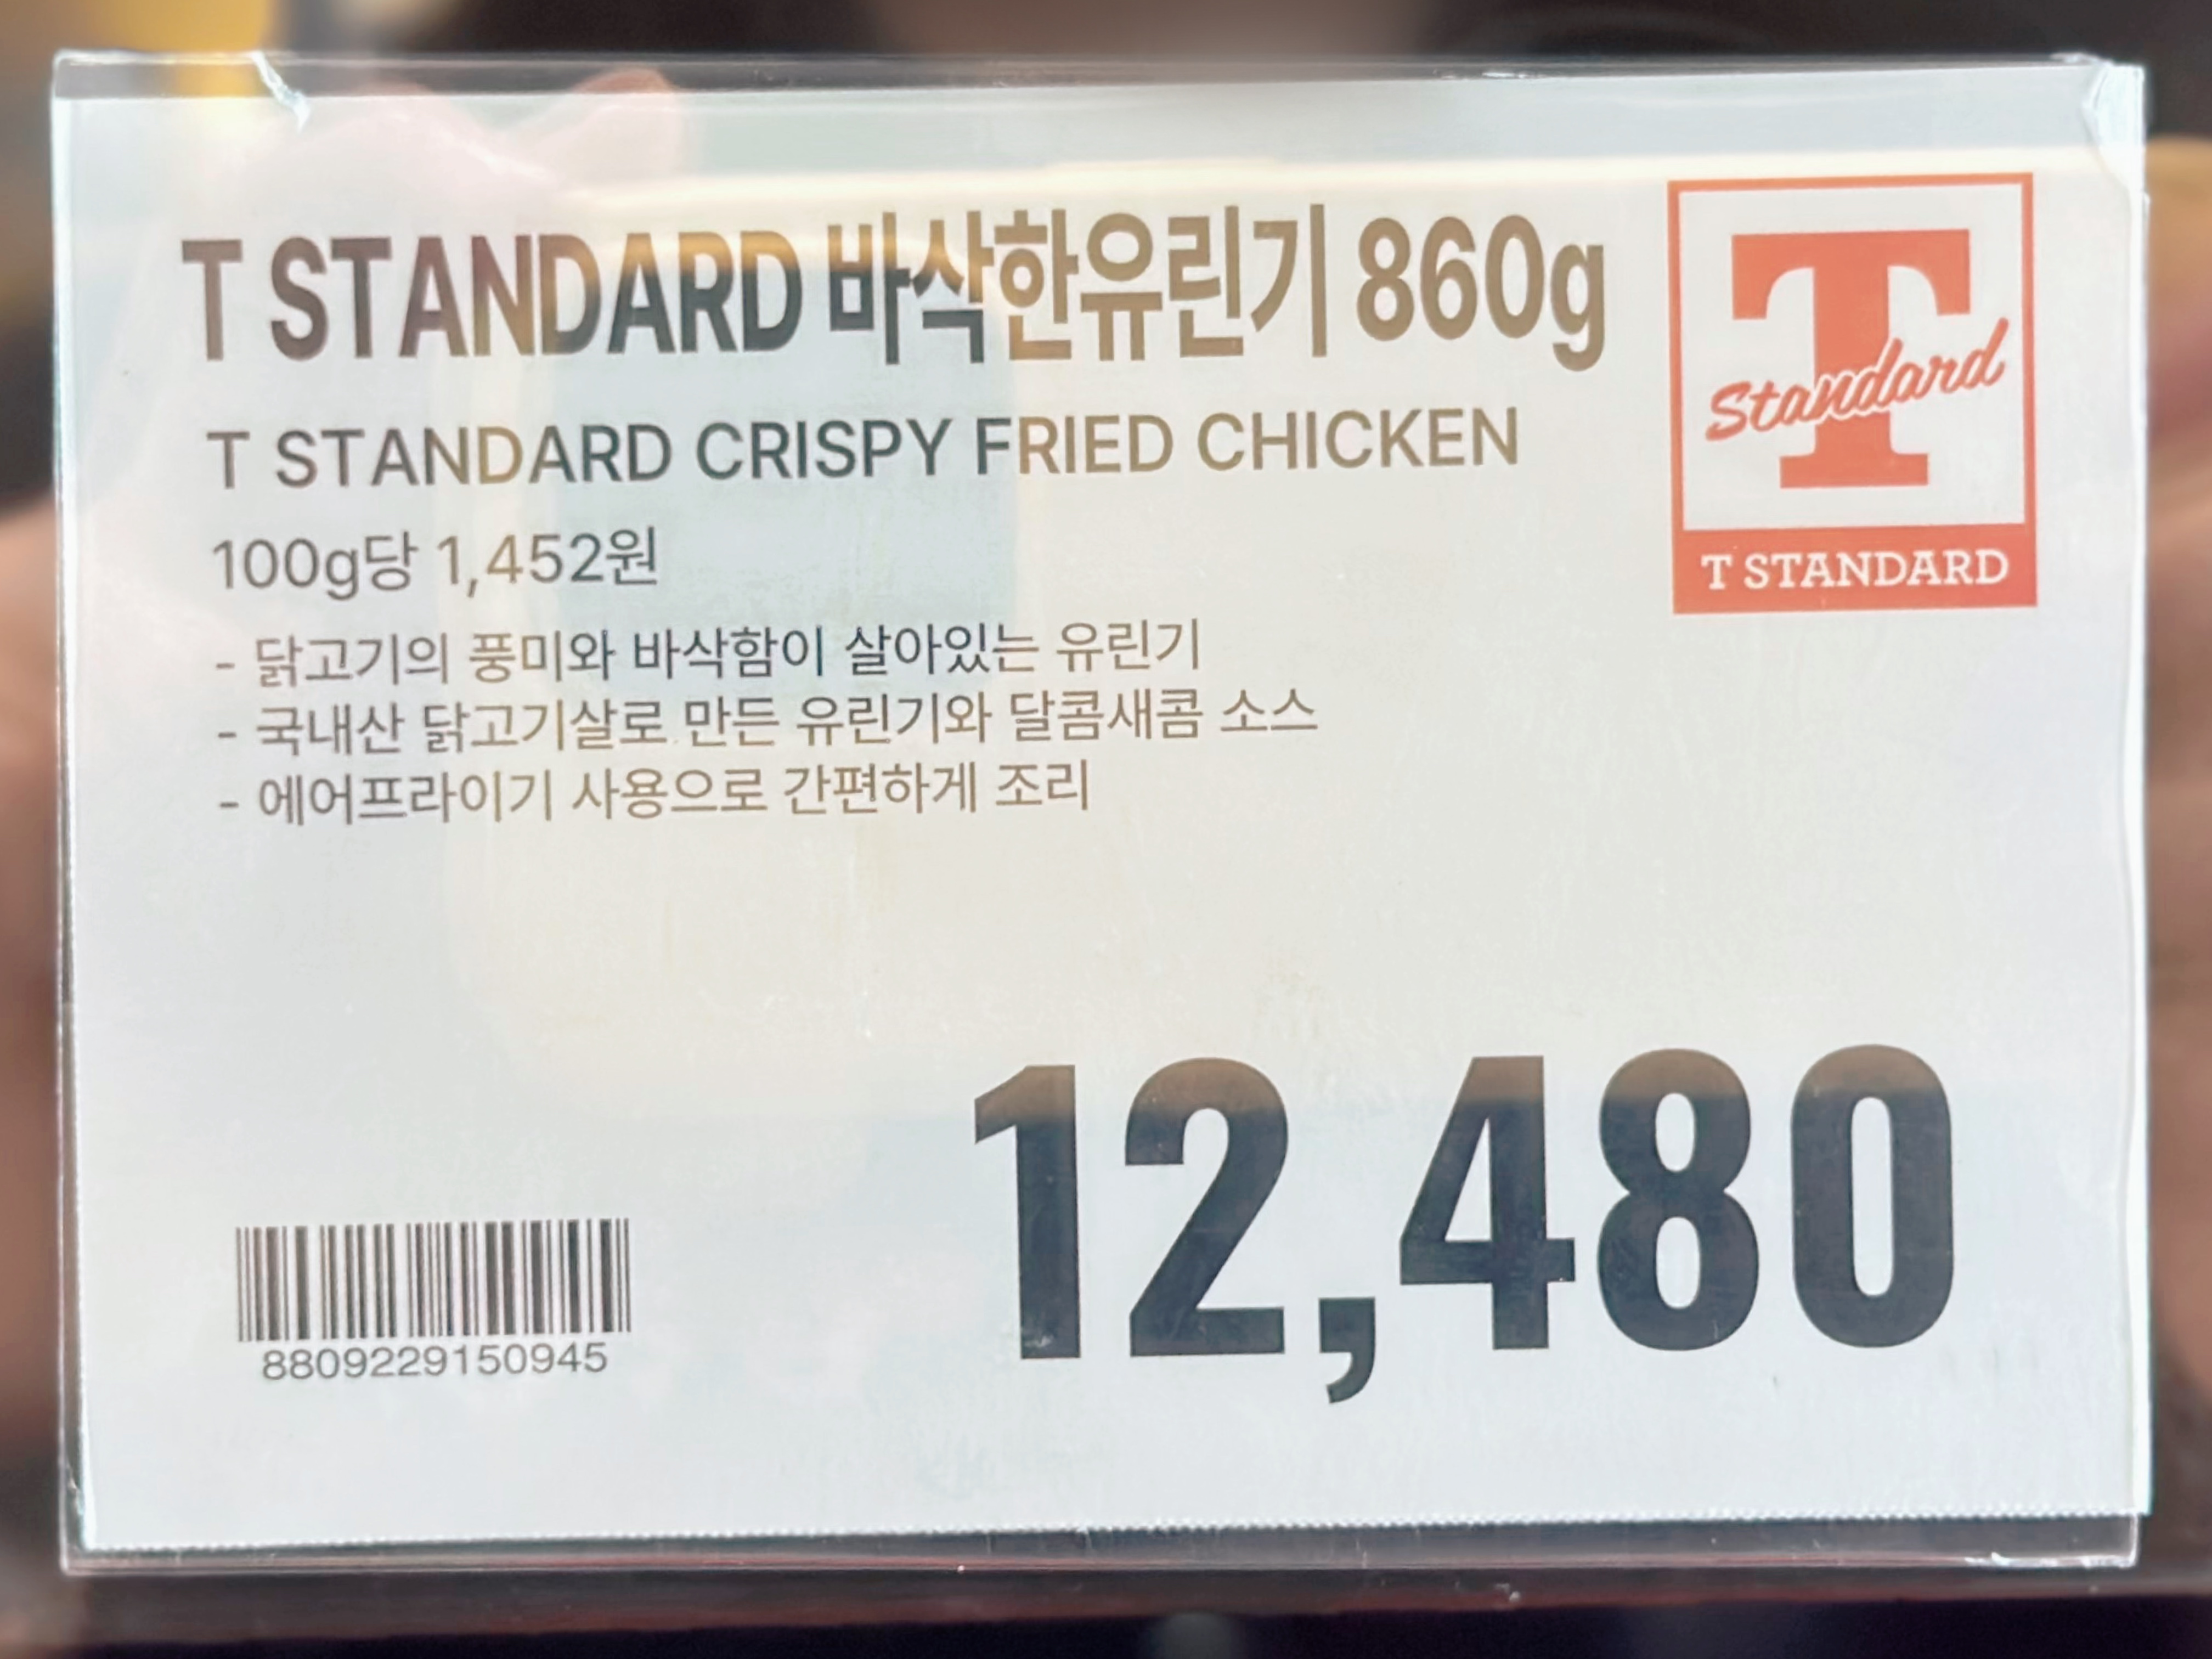 T STANDARD 바삭한유린기 860g
T STANDARD CRISPY FRIED CHICKEN
100g당 1,452원
- 닭고기의 풍미와 바삭함이 살아있는 유린기
- 국내산 닭고기살로 만든 유린기와 달콤새콤 소스
- 에어프라이기 사용으로 간편하게 조리
T
Standard
T STANDARD
12,480
8809229150945